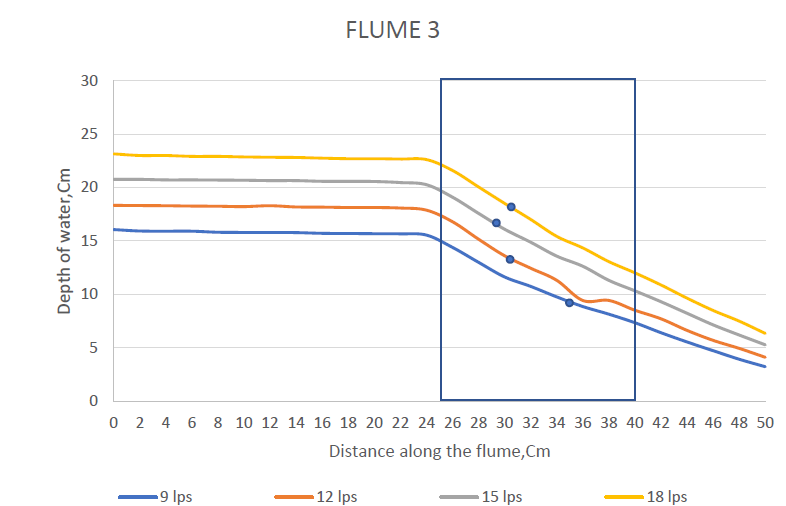 FLUME 3
30
25
20
15
10
5
0
Depth of water,Cm
0 2 4 6 8 10 12 14 16 18 20 22 24 26 28 30 32 34 36 38 40 42 44 46 48 50
Distance along the flume,Cm
9 lps 12 lps 15 lps 18 lps